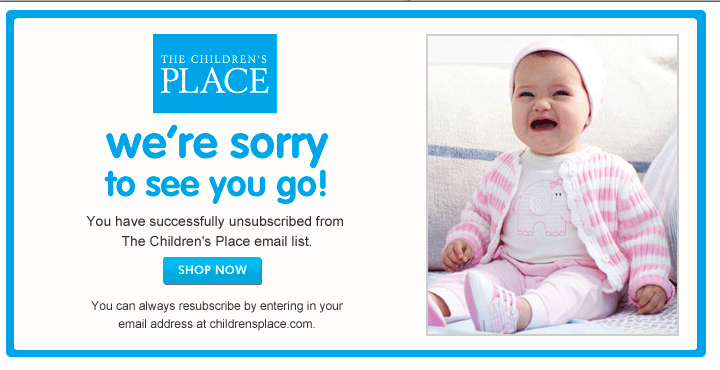 THE CHILDREN'S
PLACE
we're sorry
to see you go!
You have successfully unsubscribed from
The Children's Place email list.
SHOP NOW
You can always resubscribe by entering in your
email address at childrensplace.com.